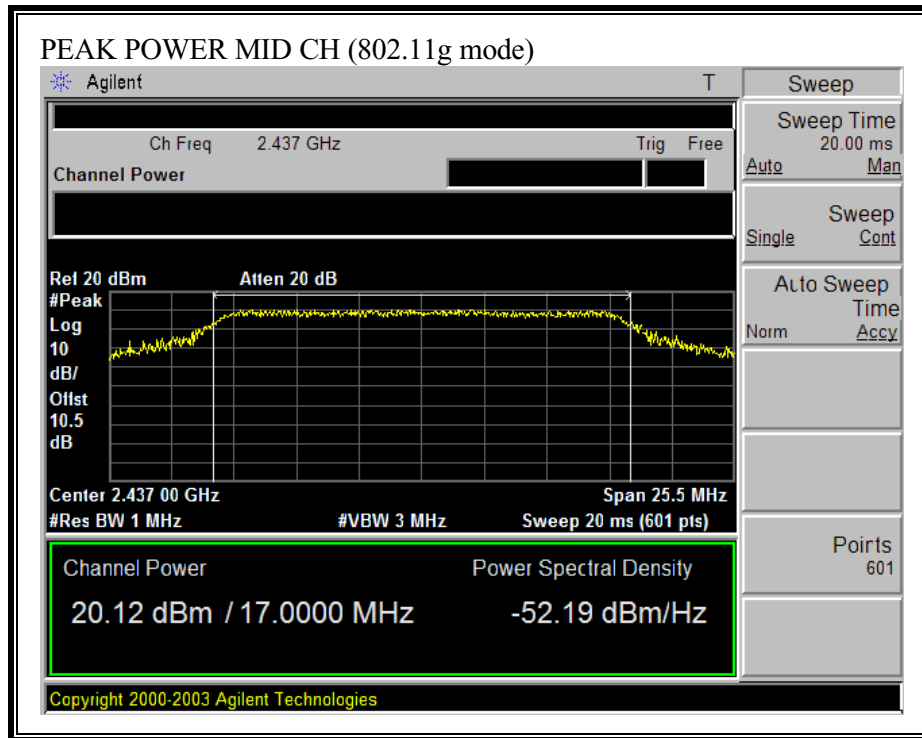 PEAK POWER MID CH (802.11g mode)
Agilent T
Ch Freq 2.437 GHz Trig Free
Channel Power
Ref 20 dBm Atten 20 dB
#Peak
Log
10
dB/
Offst
10.5
dB
Center 2.437 00 GHz Span 25.5 MHz
#Res BW 1 MHz #VBW 3 MHz Sweep 20 ms (601 pts)
Channel Power Power Spectral Density
20.12 dBm / 17.0000 MHz -52.19 dBm/Hz
Copyright 2000-2003 Agilent Technologies
Sweep
Sweep Time
20.00 ms
Auto Man
Sweep
Single Cont
Auto Sweep
Time
Norm Accy
Points
601